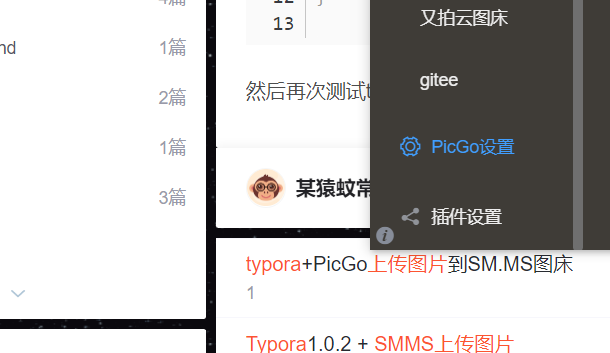 nd
1篇
2篇
1篇
3篇
12
13 }
然后再次测试t
某猿蚊常
typora+PicGo上传图片到SM.MS图床
1
Typora1.0.2 + SMMS上传图片
又拍云图床
gitee
PicGo设置
插件设置